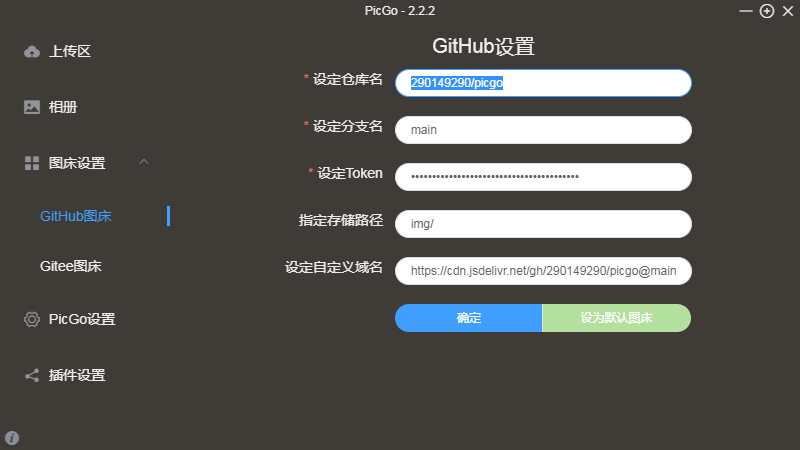 PicGo - 2.2.2
上传区
相册
图床设置
GitHub图床
Gitee图床
PicGo设置
插件设置
GitHub设置
* 设定仓库名
290149290/picgo
* 设定分支名
main
* 设定Token
••••••••••••••••••••••••••••••••••••••••
指定存储路径
img/
设定自定义域名
https://cdn.jsdelivr.net/gh/290149290/picgo@main
确定
设为默认图床